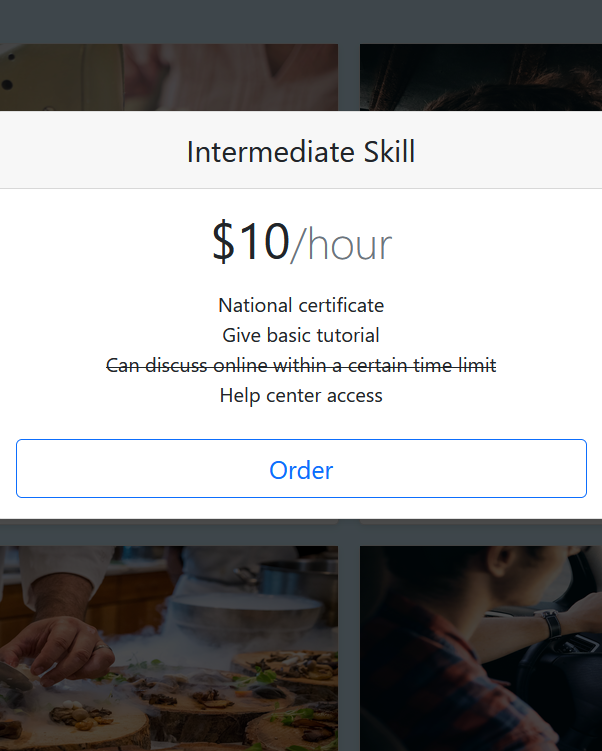 Intermediate Skill
$10/hour
National certificate
Give basic tutorial
Can discuss online within a certain time limit
Help center access
Order